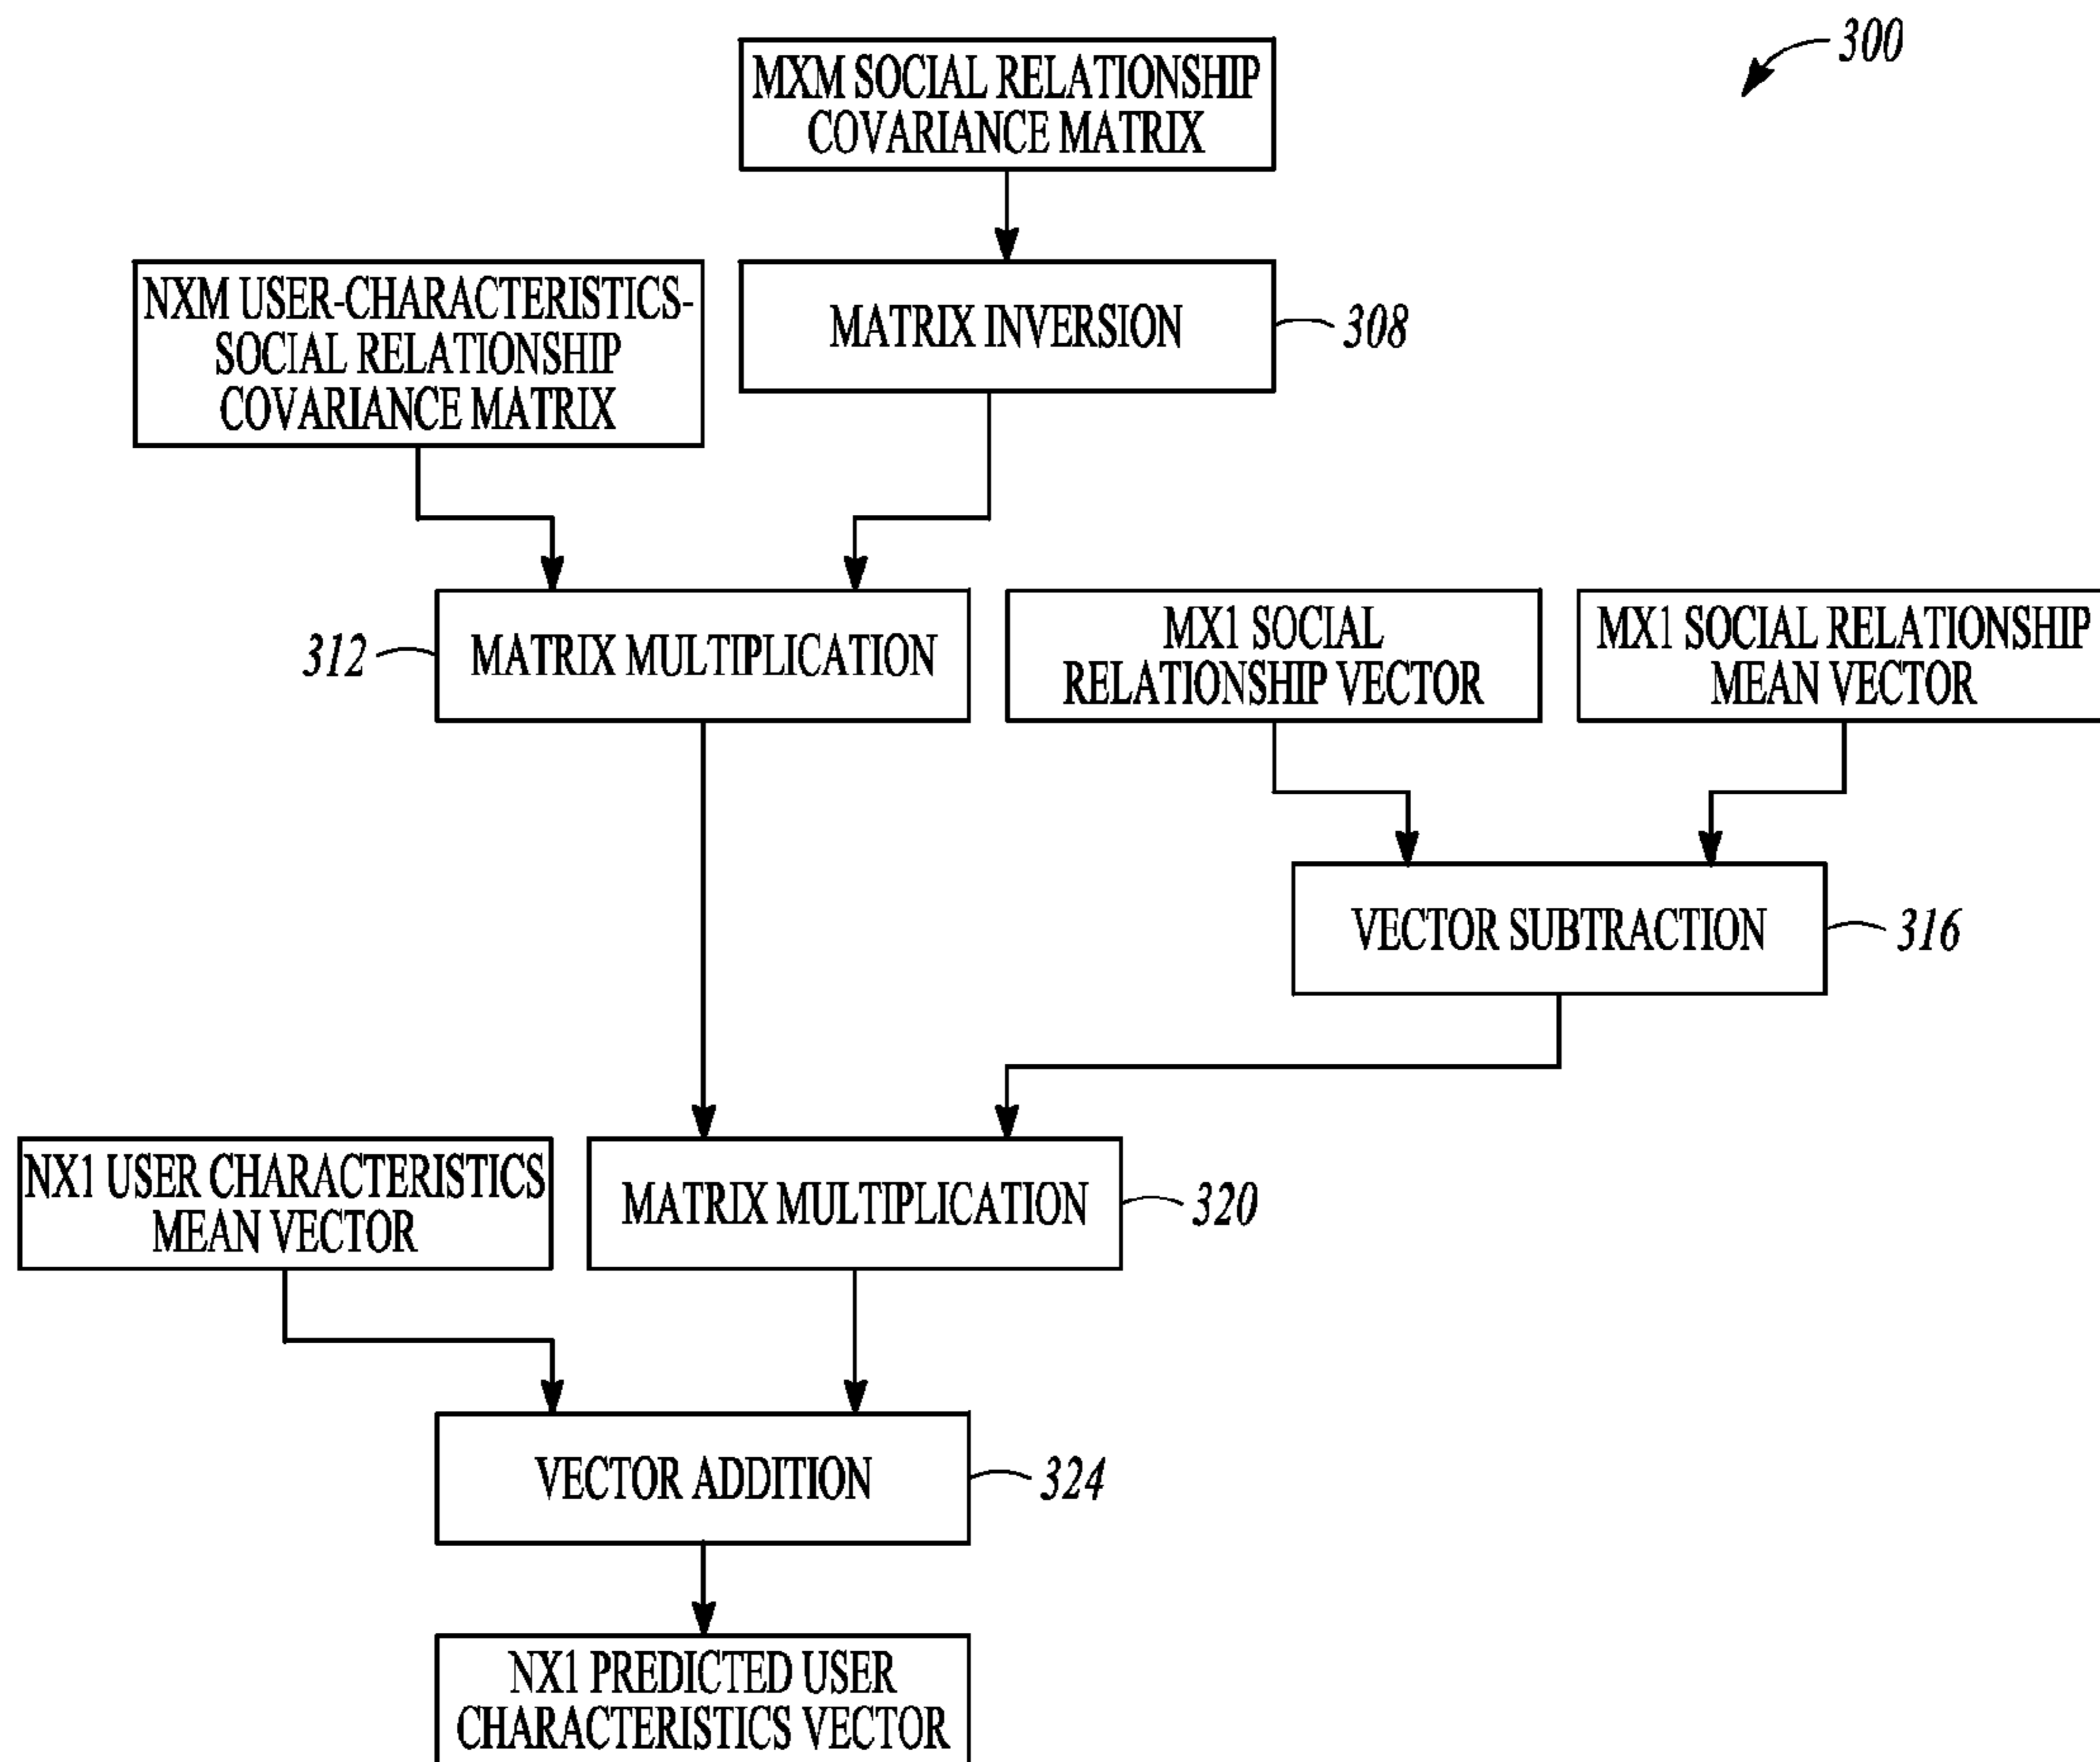 300
MXM SOCIAL RELATIONSHIP
COVARIANCE MATRIX
NXM USER-CHARACTERISTICS-
SOCIAL RELATIONSHIP
COVARIANCE MATRIX
MATRIX INVERSION
308
312
MATRIX MULTIPLICATION
MX1 SOCIAL
RELATIONSHIP VECTOR
MX1 SOCIAL RELATIONSHIP
MEAN VECTOR
VECTOR SUBTRACTION
316
NX1 USER CHARACTERISTICS
MEAN VECTOR
MATRIX MULTIPLICATION
320
VECTOR ADDITION
324
NX1 PREDICTED USER
CHARACTERISTICS VECTOR